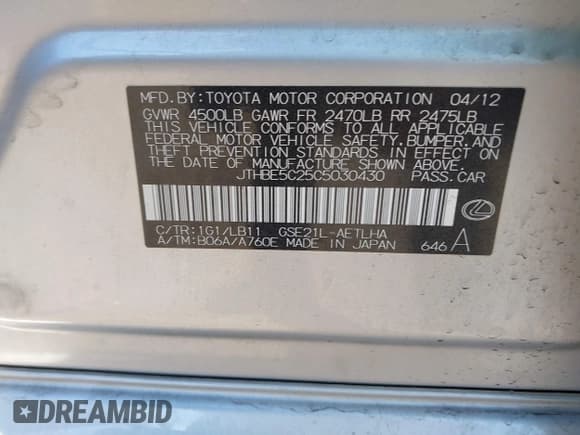 MFD.BY:TOYOTA MOTOR CORPORATION 04/12
GVWR 4500LB GAWR FR 2470LB RR 2475LB
THIS VEHICLE CONFORMS TO ALL APPLICABLE
FEDERAL MOTOR VEHICLE SAFETY,BUMPER, AND
THEFT PREVENTION STANDARDS IN EFFECT ON
THE DATE OF MANUFACTURE SHOWN ABOVE.
JTHBE5C25C5030430 PASS.CAR
C/TR:1G1/LB11 GSE21L-AETLHA
A/TM:B06A/A760E MADE IN JAPAN 646 A
DREAMBID